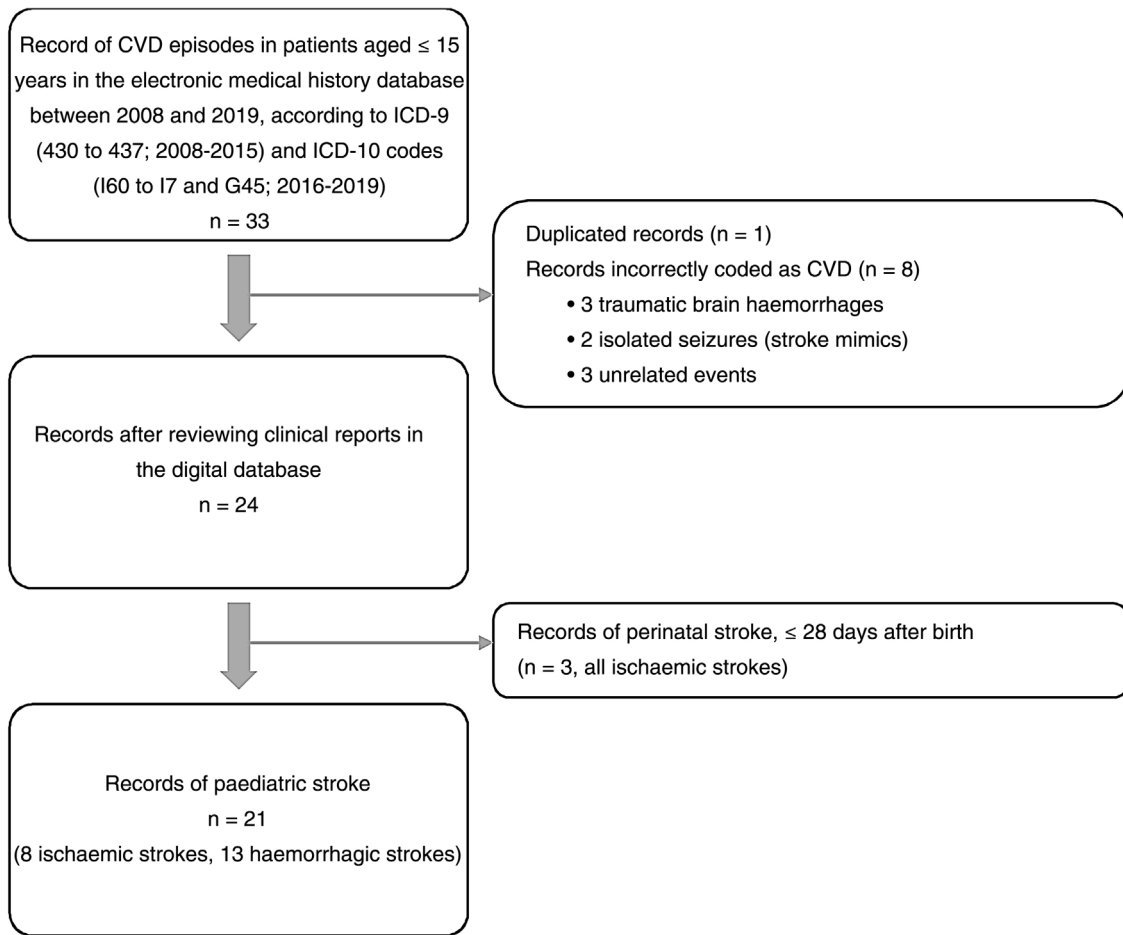 Record of CVD episodes in patients aged ≤ 15
years in the electronic medical history database
between 2008 and 2019, according to ICD-9
(430 to 437; 2008-2015) and ICD-10 codes
(I60 to I7 and G45; 2016-2019)
n = 33
Duplicated records (n = 1)
Records incorrectly coded as CVD (n = 8)
• 3 traumatic brain haemorrhages
• 2 isolated seizures (stroke mimics)
• 3 unrelated events
Records after reviewing clinical reports in
the digital database
n = 24
Records of perinatal stroke, ≤ 28 days after birth
(n = 3, all ischaemic strokes)
Records of paediatric stroke
n = 21
(8 ischaemic strokes, 13 haemorrhagic strokes)